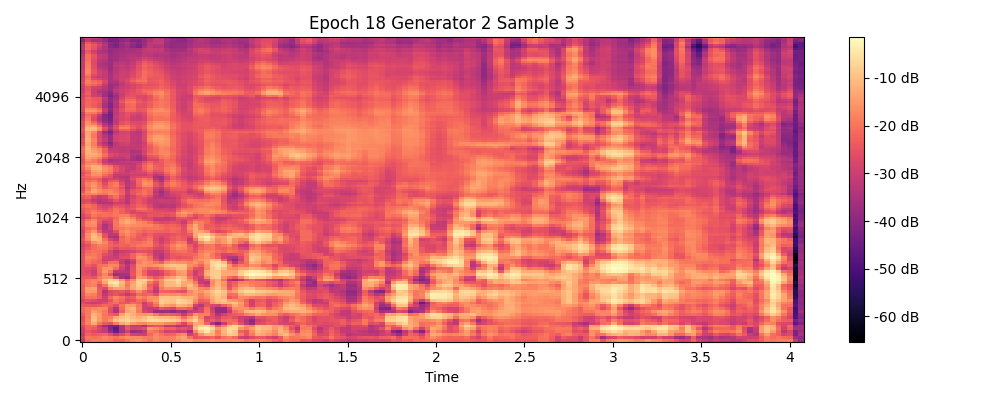 Epoch 18 Generator 2 Sample 3
Hz
4096
2048
1024
512
0
0 0.5 1 1.5 2 2.5 3 3.5 4
Time
-10 dB
-20 dB
-30 dB
-40 dB
-50 dB
-60 dB